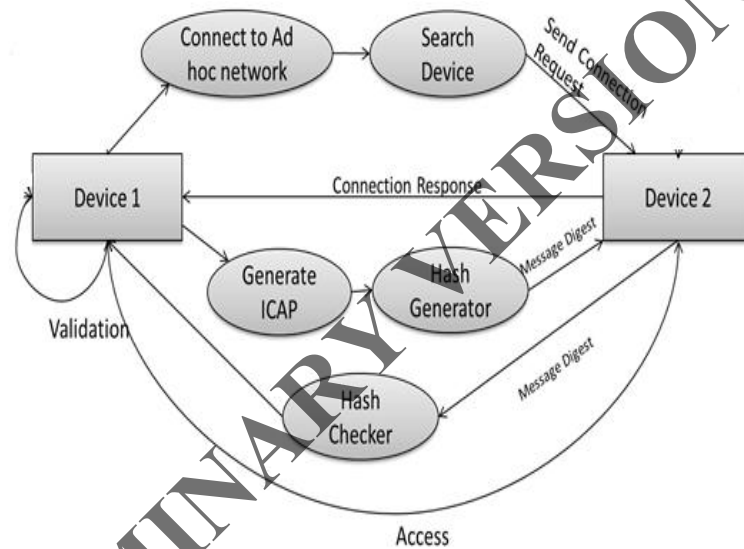 Connect to Ad
hoc network
Search
Device
Send Connection
Request
Device 1
Connection Response
Device 2
Generate
ICAP
Hash
Generator
Message Digest
Validation
Message Digest
Hash
Checker
Access
MINARY VERSION